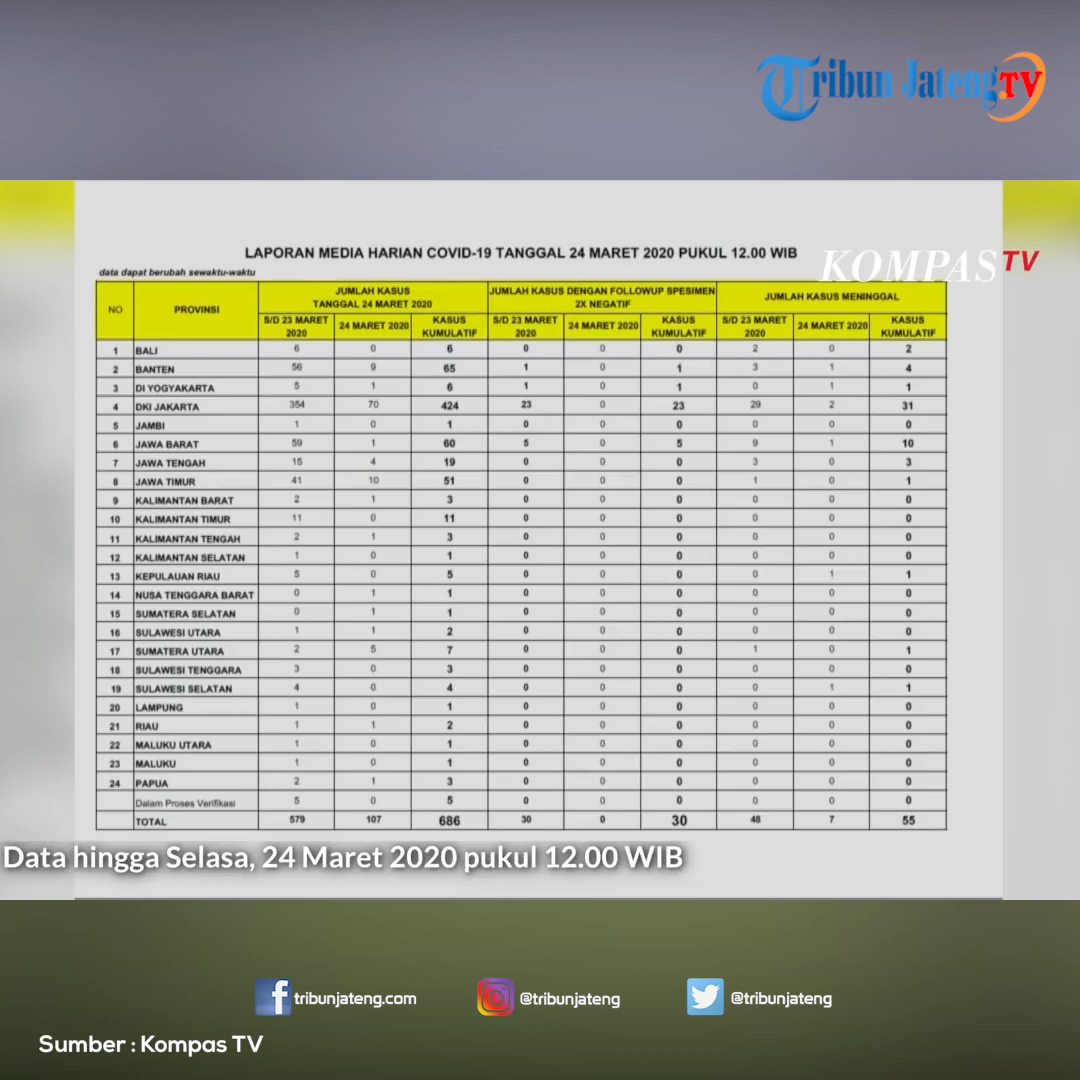 Tribun Jateng TV
LAPORAN MEDIA HARIAN COVID-19 TANGGAL 24 MARET 2020 PUKUL 12.00 WIB
KOMPAS TV
data dapat berubah sewaktu-waktu
NO PROVINSI JUMLAH KASUS TANGGAL 24 MARET 2020 JUMLAH KASUS DENGAN FOLLOWUP SPESIMEN 2X NEGATIF JUMLAH KASUS MENINGGAL
S/D 23 MARET 2020 24 MARET 2020 KASUS KUMULATIF S/D 23 MARET 2020 24 MARET 2020 KASUS KUMULATIF S/D 23 MARET 2020 24 MARET 2020 KASUS KUMULATIF
1 BALI 6 0 6 0 0 0 2 0 2
2 BANTEN 56 9 65 1 0 1 3 1 4
3 DI YOGYAKARTA 5 1 6 1 0 1 0 1 1
4 DKI JAKARTA 354 70 424 23 0 23 29 2 31
5 JAMBI 1 0 1 0 0 0 0 0 0
6 JAWA BARAT 59 1 60 5 0 5 9 1 10
7 JAWA TENGAH 15 4 19 0 0 0 3 0 3
8 JAWA TIMUR 41 10 51 0 0 0 1 0 1
9 KALIMANTAN BARAT 2 1 3 0 0 0 0 0 0
10 KALIMANTAN TIMUR 11 0 11 0 0 0 0 0 0
11 KALIMANTAN TENGAH 2 1 3 0 0 0 0 0 0
12 KALIMANTAN SELATAN 1 0 1 0 0 0 0 0 0
13 KEPULAUAN RIAU 5 0 5 0 0 0 0 1 1
14 NUSA TENGGARA BARAT 0 1 1 0 0 0 0 0 0
15 SUMATERA SELATAN 0 1 1 0 0 0 0 0 0
16 SULAWESI UTARA 1 1 2 0 0 0 0 0 0
17 SUMATERA UTARA 2 5 7 0 0 0 1 0 1
18 SULAWESI TENGGARA 3 0 3 0 0 0 0 0 0
19 SULAWESI SELATAN 4 0 4 0 0 0 0 1 1
20 LAMPUNG 1 0 1 0 0 0 0 0 0
21 RIAU 1 1 2 0 0 0 0 0 0
22 MALUKU UTARA 1 0 1 0 0 0 0 0 0
23 MALUKU 1 0 1 0 0 0 0 0 0
24 PAPUA 2 1 3 0 0 0 0 0 0
Dalam Proses Verifikasi 5 0 5 0 0 0 0 0 0
TOTAL 579 107 686 30 0 30 48 7 55
Data hingga Selasa, 24 Maret 2020 pukul 12.00 WIB
tribunjateng.com @tribunjateng @tribunjateng
Sumber : Kompas TV